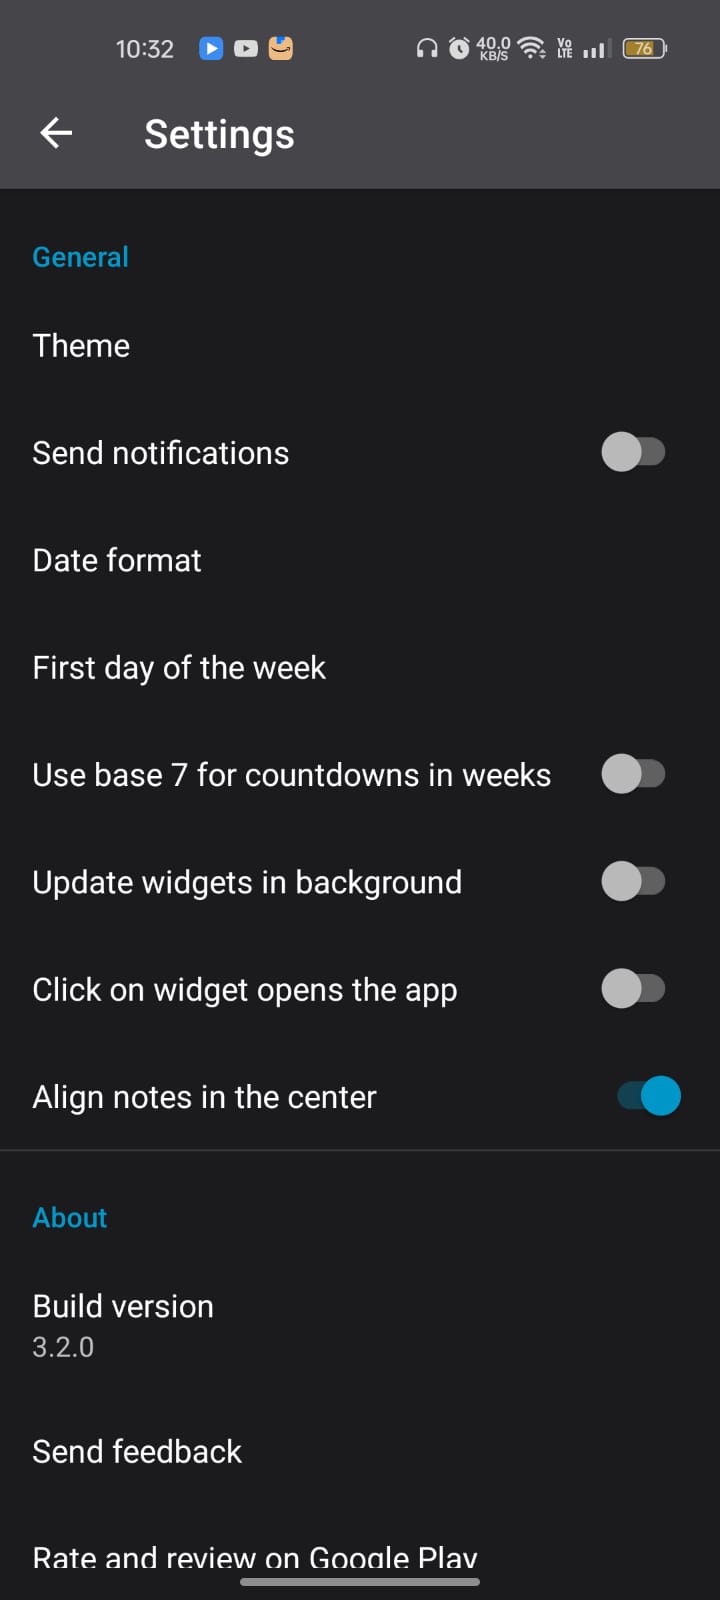 10:32 40.0 KB/S Vo LTE 76
Settings
General
Theme
Send notifications
Date format
First day of the week
Use base 7 for countdowns in weeks
Update widgets in background
Click on widget opens the app
Align notes in the center
About
Build version
3.2.0
Send feedback
Rate and review on Google Play